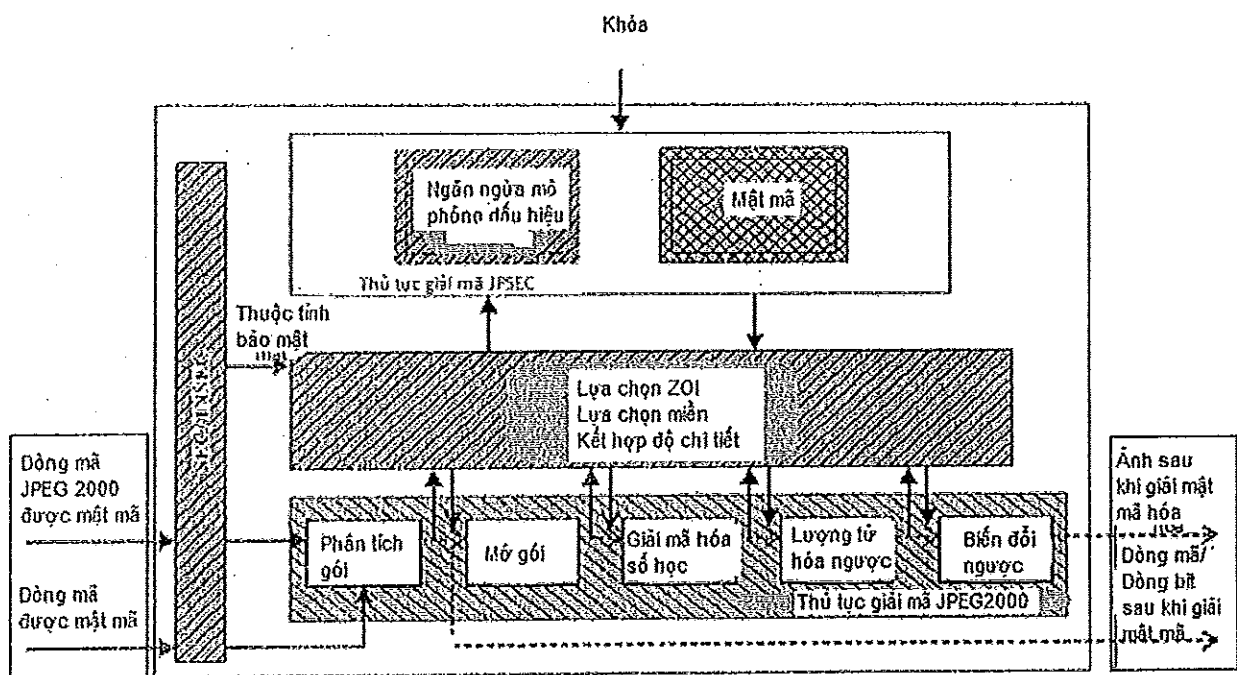 Khóa
Ngăn ngừa mô
phỏng dấu hiệu
Mật mã
Thủ tục giải mã JPSEC
Thuộc tính
bảo mật
Lựa chọn ZOI
Lựa chọn miền
Kết hợp độ chi tiết
Dòng mã
JPEG 2000
được mật mã
Dòng mã
được mật mã
Phân tích
gói
Mở gói
Giải mã hóa
số học
Lượng tử
hóa ngược
Biến đổi
ngược
Thủ tục giải mã JPEG2000
Ảnh sau
khi giải mật
mã hóa
Dòng mã/
Dòng bit
sau khi giải
mật mã